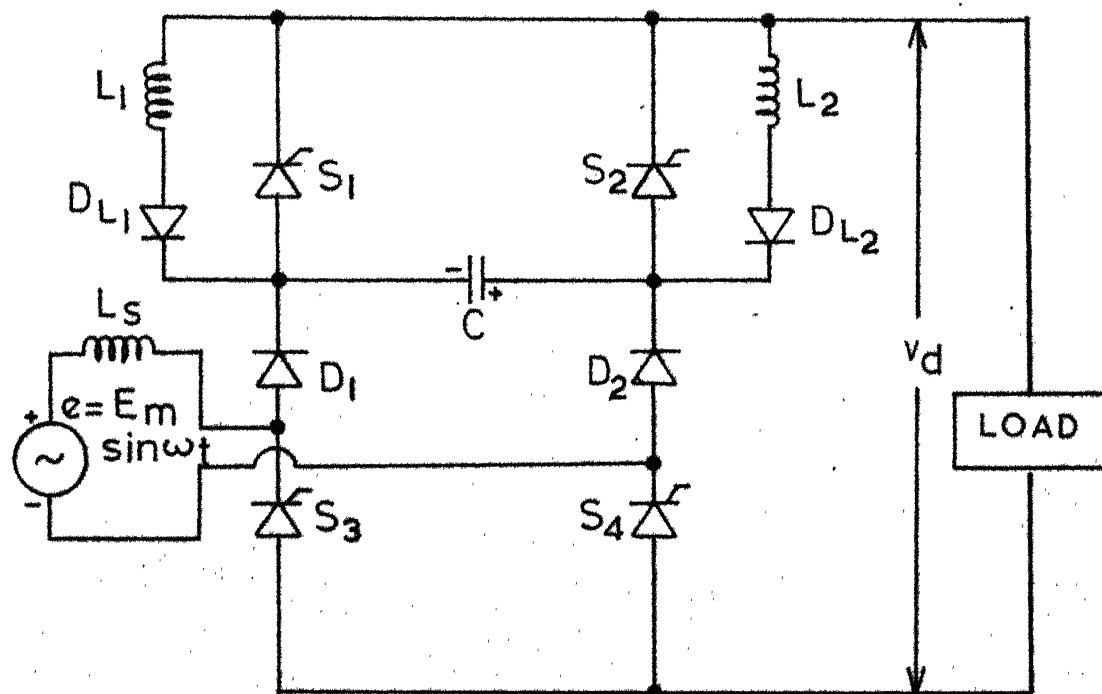 L1
S1
S2
L2
DL1
DL2
-
+
C
LS
D1
D2
vd
e=Em
sinωt
+
~
-
S3
S4
LOAD